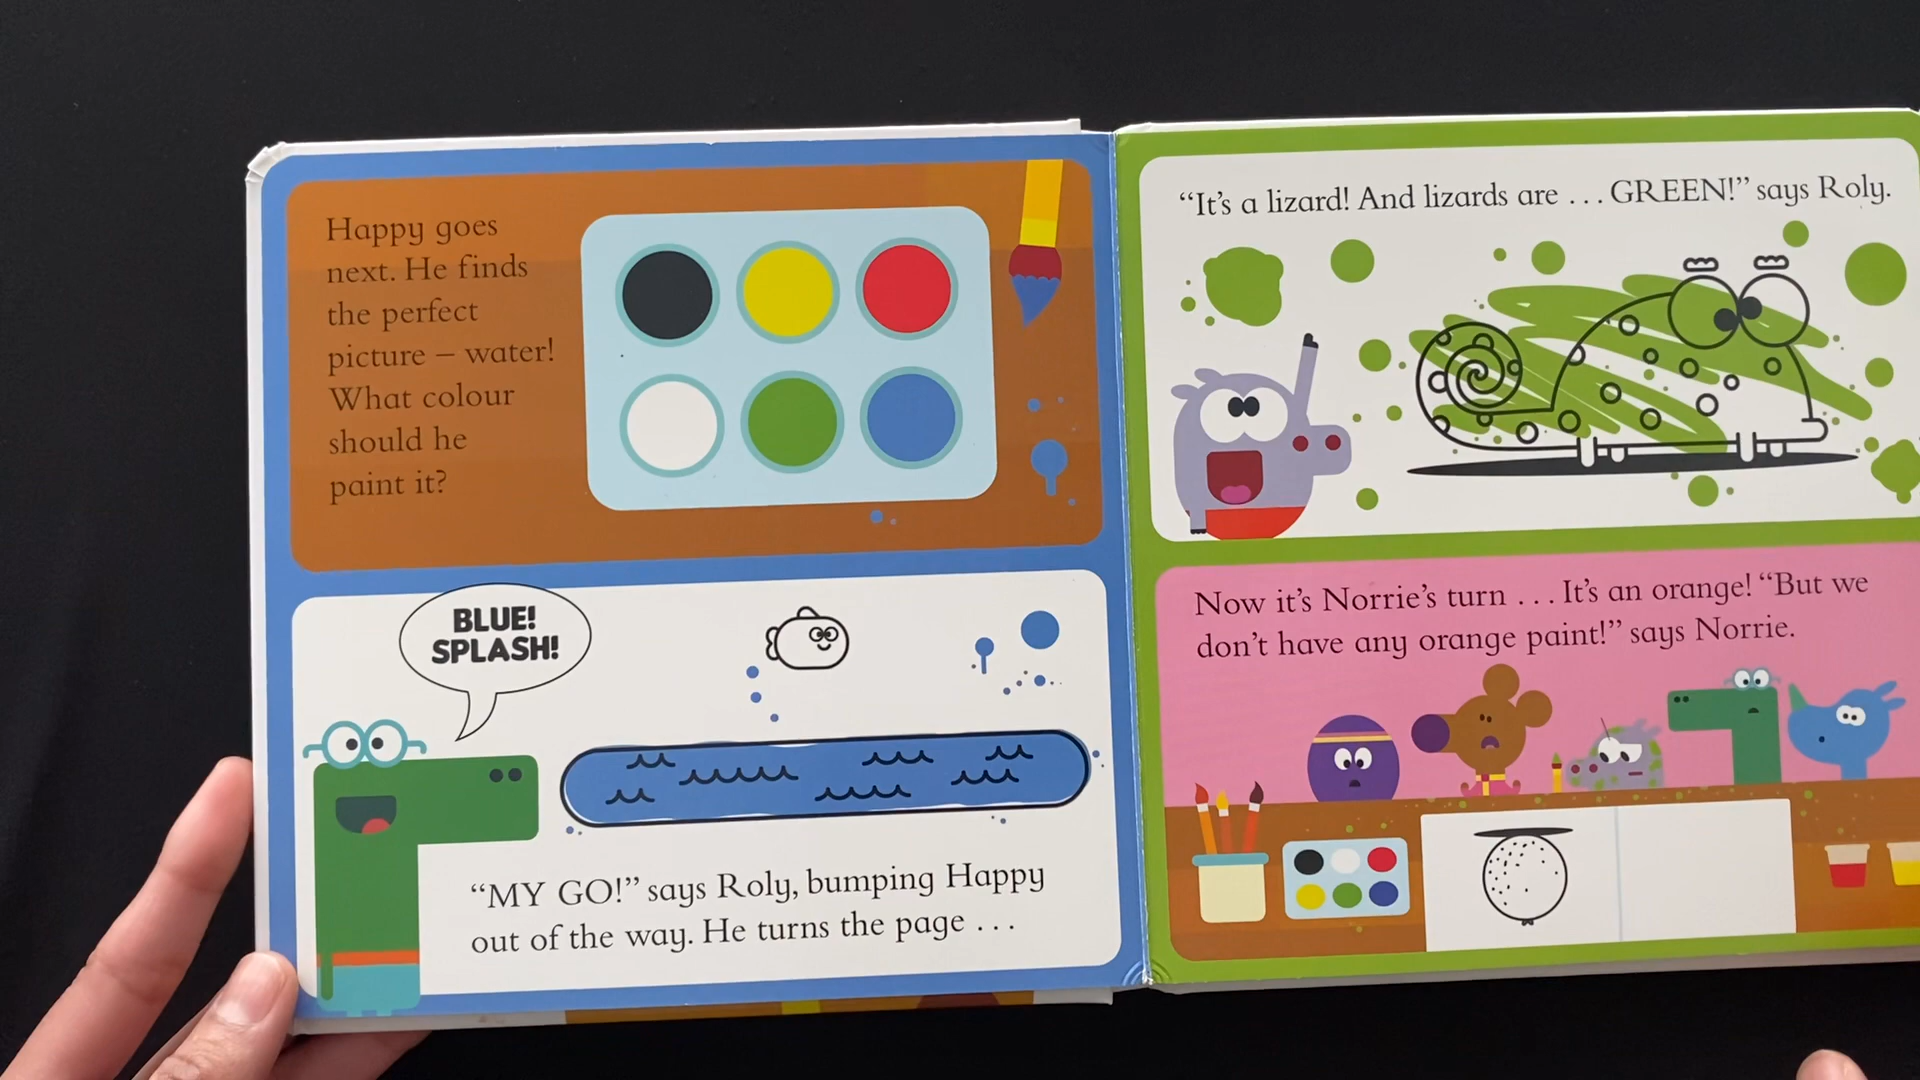 Happy goes
next. He finds
the perfect
picture – water!
What colour
should he
paint it?
BLUE!
SPLASH!
“MY GO!” says Roly, bumping Happy
out of the way. He turns the page . . .
“It’s a lizard! And lizards are . . . GREEN!” says Roly.
Now it’s Norrie’s turn . . . It’s an orange! “But we
don’t have any orange paint!” says Norrie.